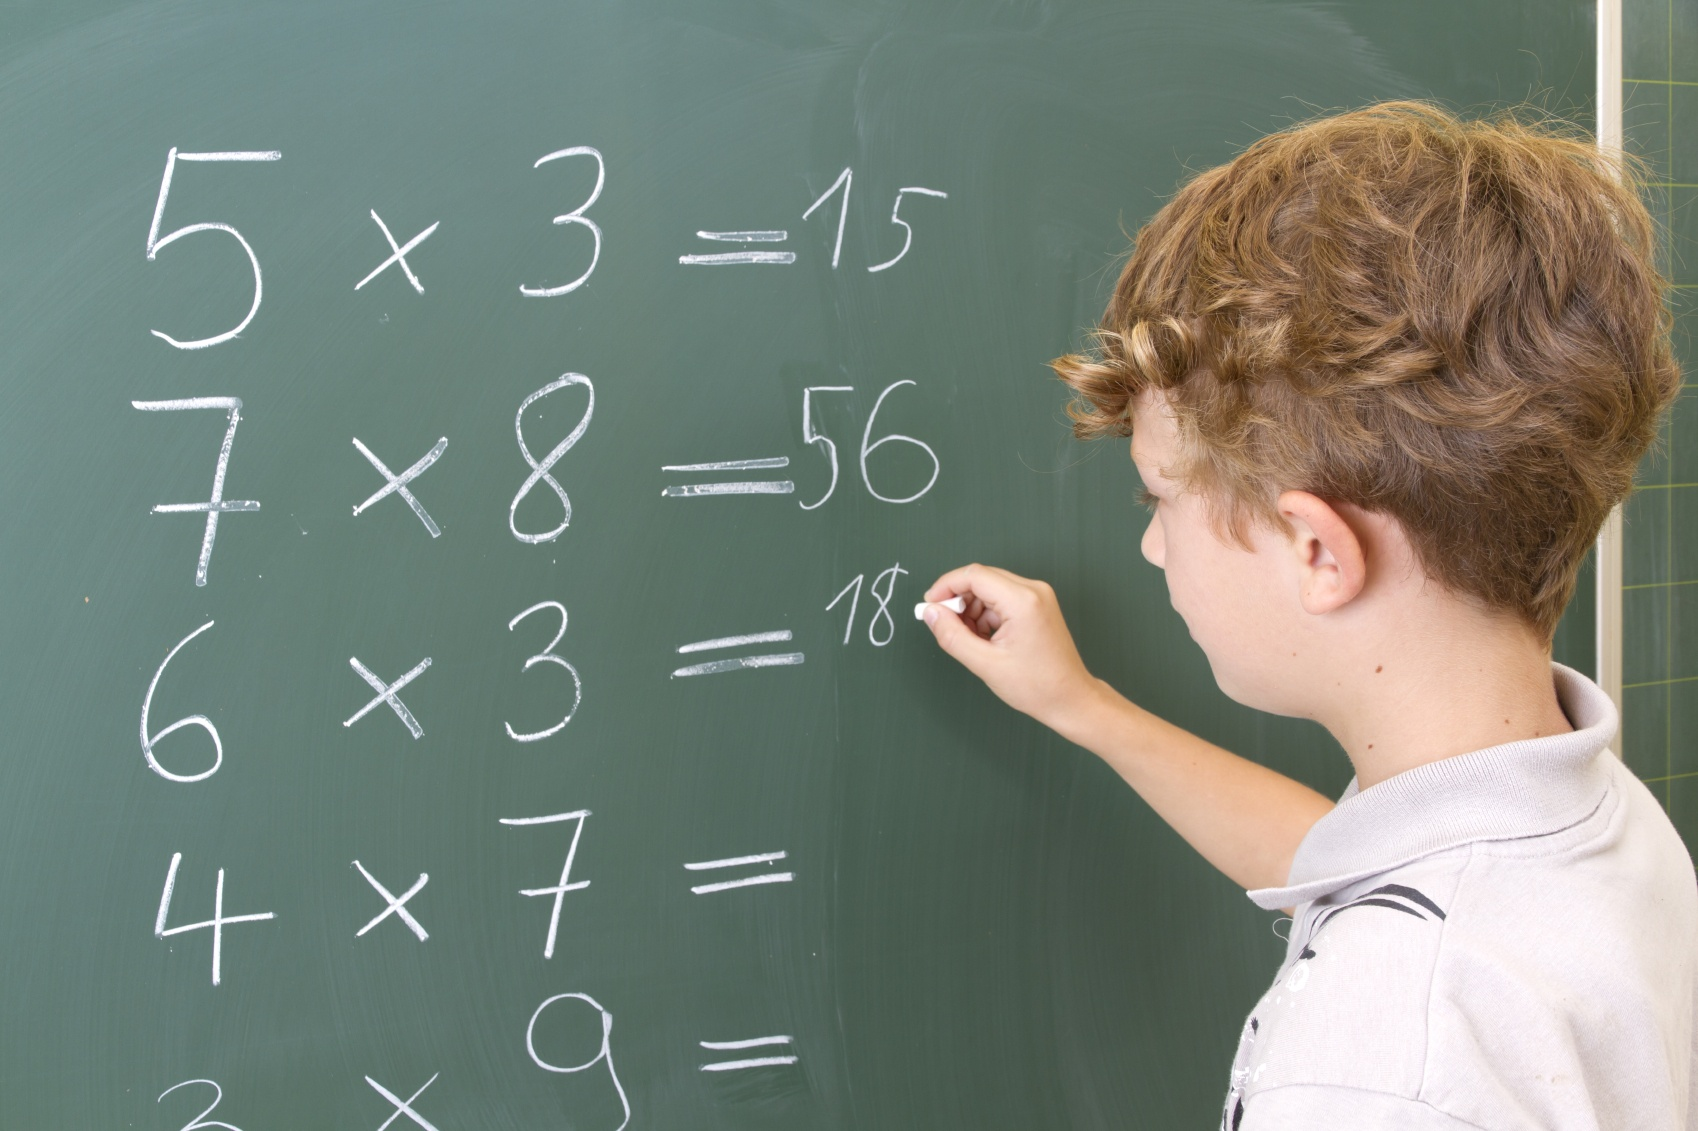 5 × 3 = 15
7 × 8 = 56
6 × 3 = 18
4 × 7 =
× 9 =